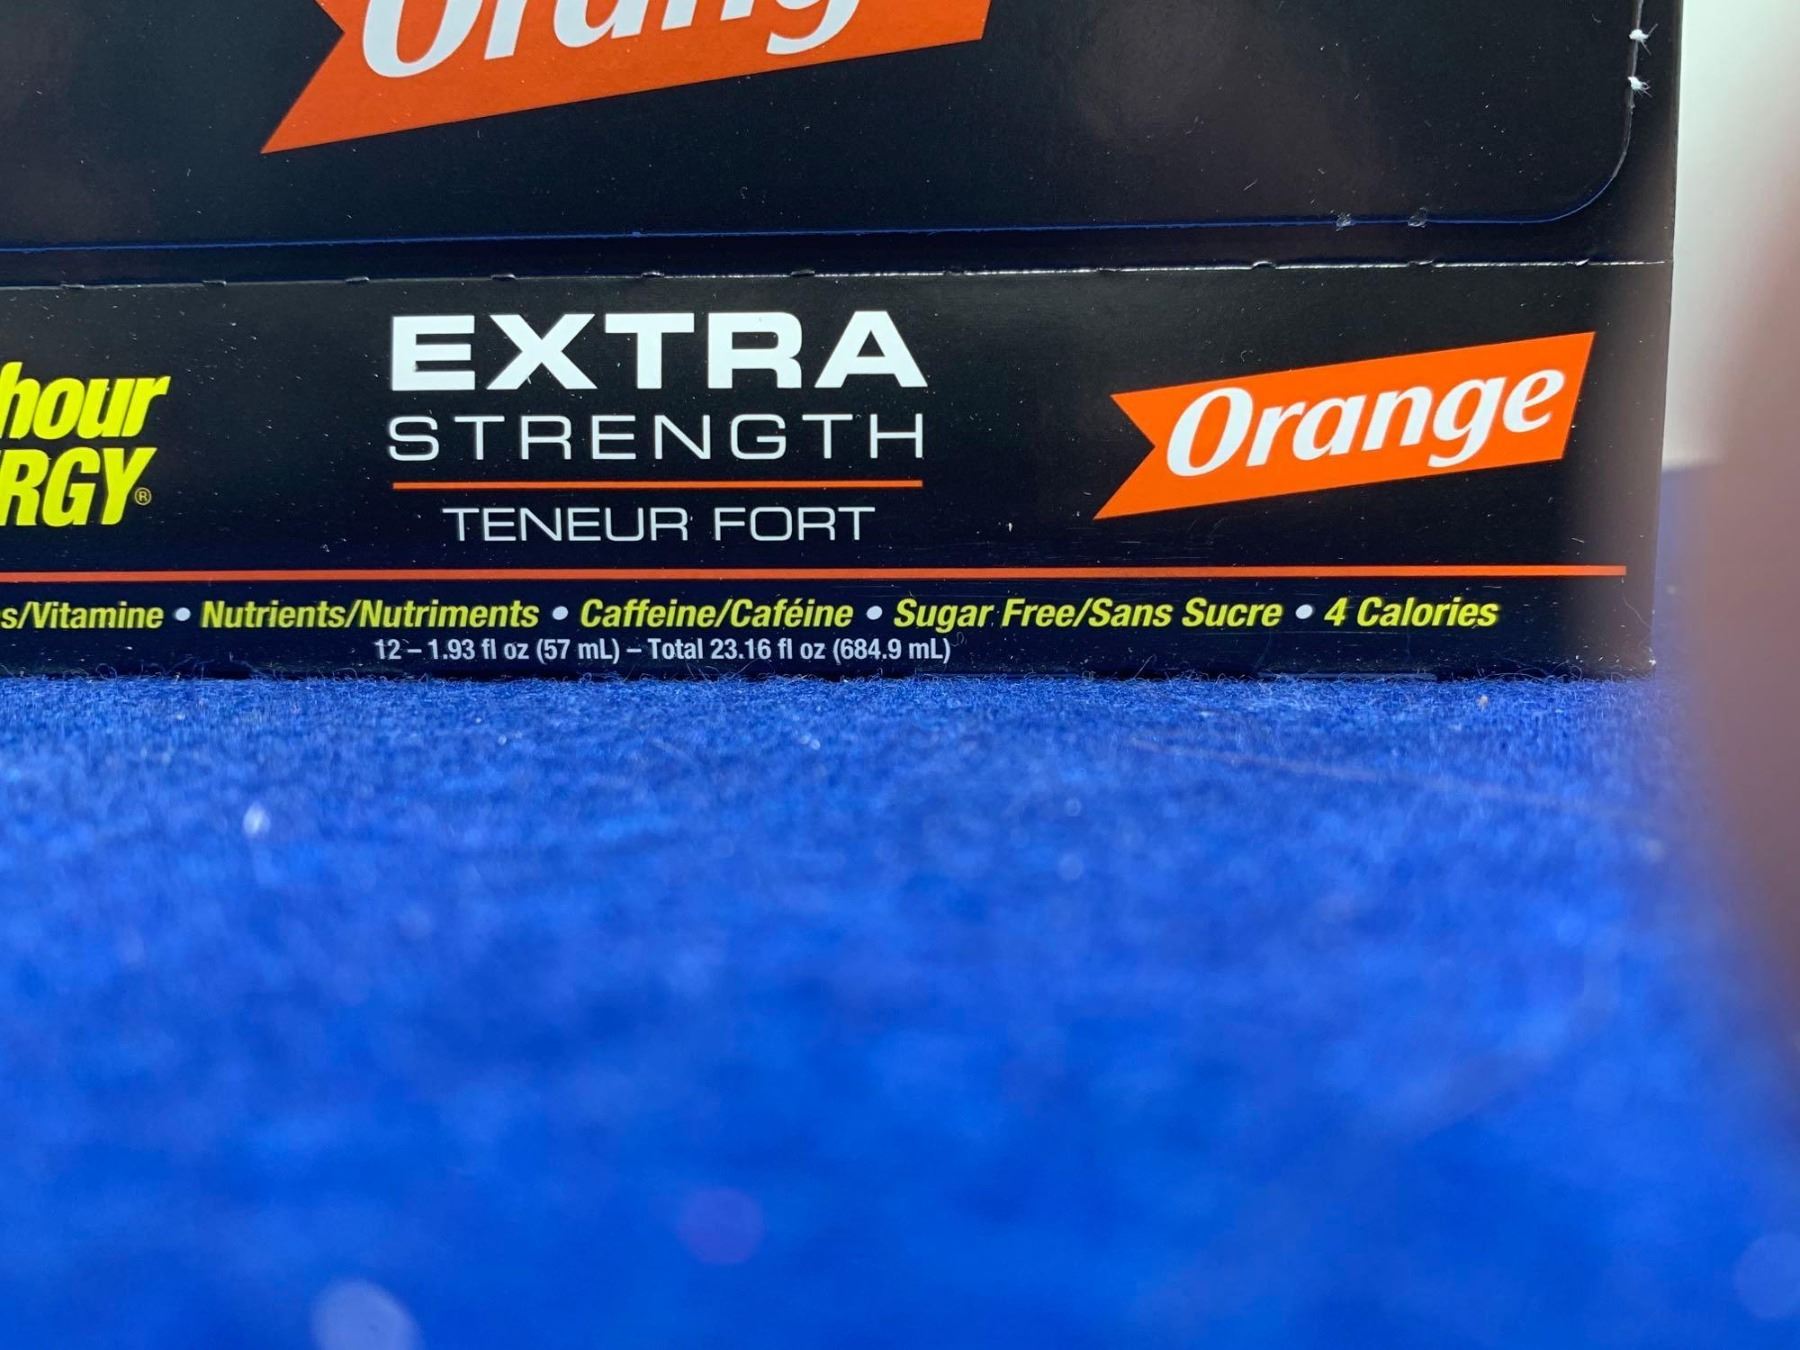 Orang
hour
RGY®
EXTRA
STRENGTH
TENEUR FORT
Orange
s/Vitamine • Nutrients/Nutriments • Caffeine/Caféine • Sugar Free/Sans Sucre • 4 Calories
12 – 1.93 fl oz (57 mL) – Total 23.16 fl oz (684.9 mL)